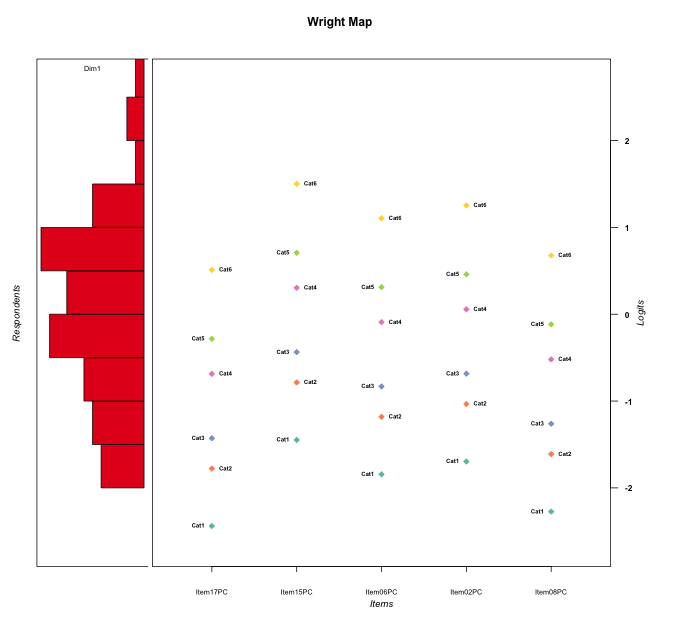 Wright Map
Dim1
Respondents
2
1
0
-1
-2
Logits
Cat6
Cat6
Cat6
Cat5
Cat6
Cat6
Cat5
Cat4
Cat5
Cat4
Cat4
Cat5
Cat5
Cat3
Cat4
Cat4
Cat3
Cat2
Cat3
Cat2
Cat2
Cat3
Cat3
Cat1
Cat2
Cat1
Cat2
Cat1
Cat1
Cat1
Item17PC Item15PC Item06PC Item02PC Item08PC
Items